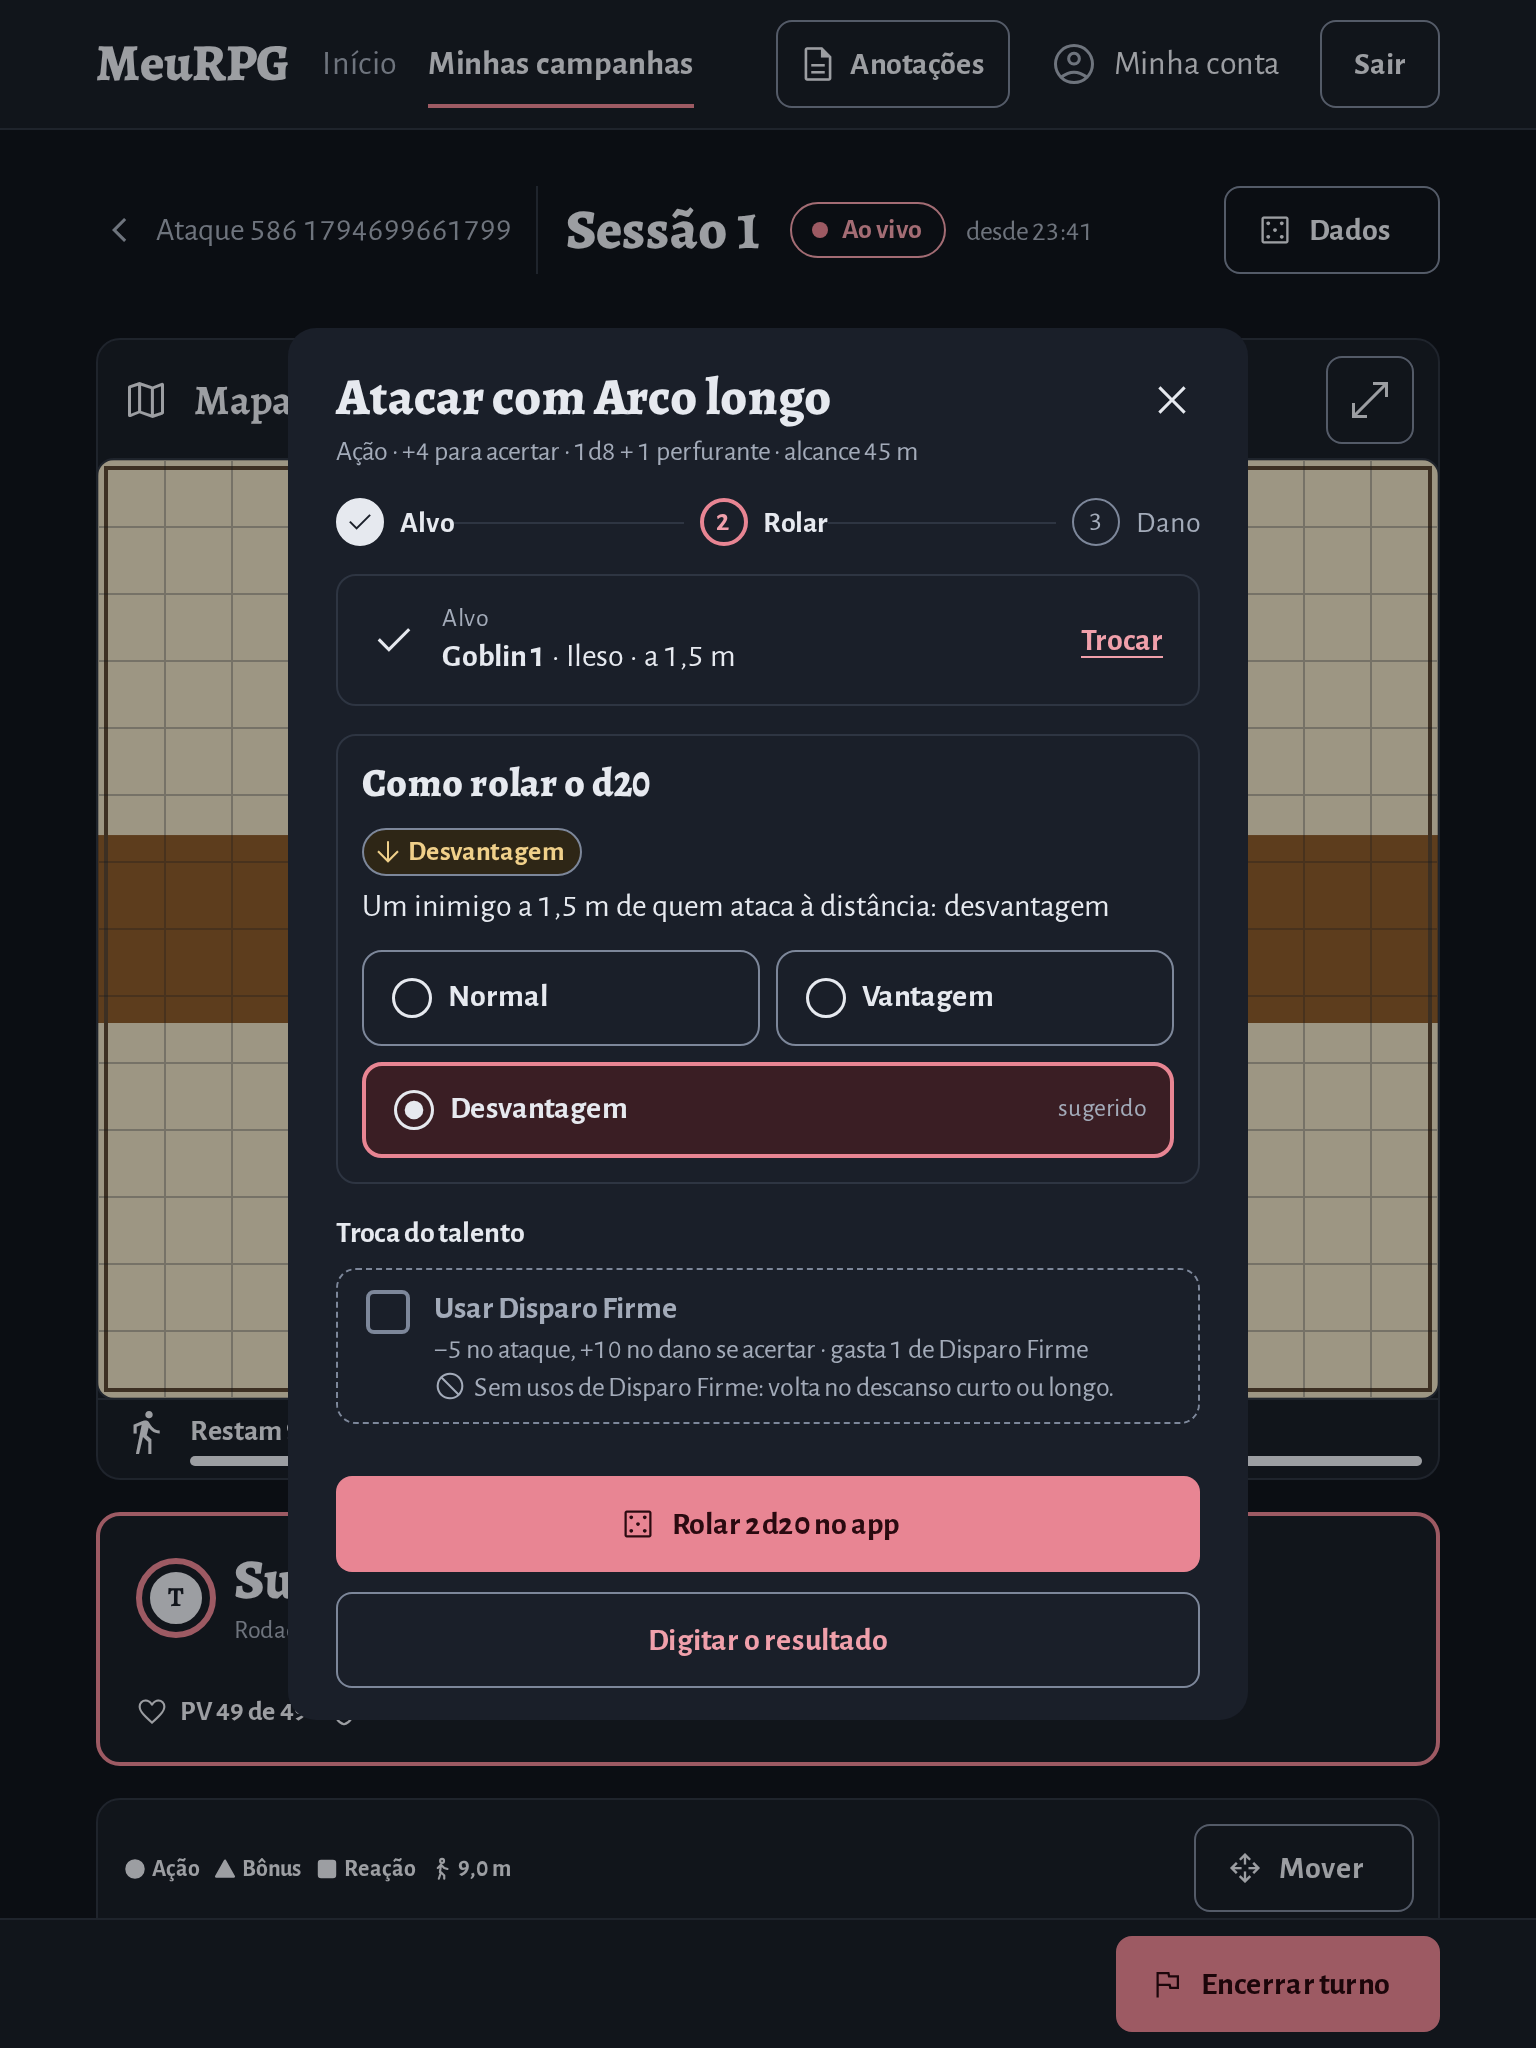 MeuRPG Início Minhas campanhas Anotações Minha conta Sair
Ataque 586 1794699661799 Sessão 1 Ao vivo desde 23:41 Dados
Mapa
Atacar com Arco longo
Ação · +4 para acertar · 1d8 + 1 perfurante · alcance 45 m
Alvo 2 Rolar 3 Dano
Alvo
Goblin 1 · Ileso · a 1,5 m
Trocar
Como rolar o d20
Desvantagem
Um inimigo a 1,5 m de quem ataca à distância: desvantagem
Normal Vantagem
Desvantagem sugerido
Troca do talento
Usar Disparo Firme
−5 no ataque, +10 no dano se acertar · gasta 1 de Disparo Firme
Sem usos de Disparo Firme: volta no descanso curto ou longo.
Restam
Rolar 2d20 no app
T
Digitar o resultado
PV 49 de
Ação Bônus Reação 9,0 m Mover
Encerrar turno